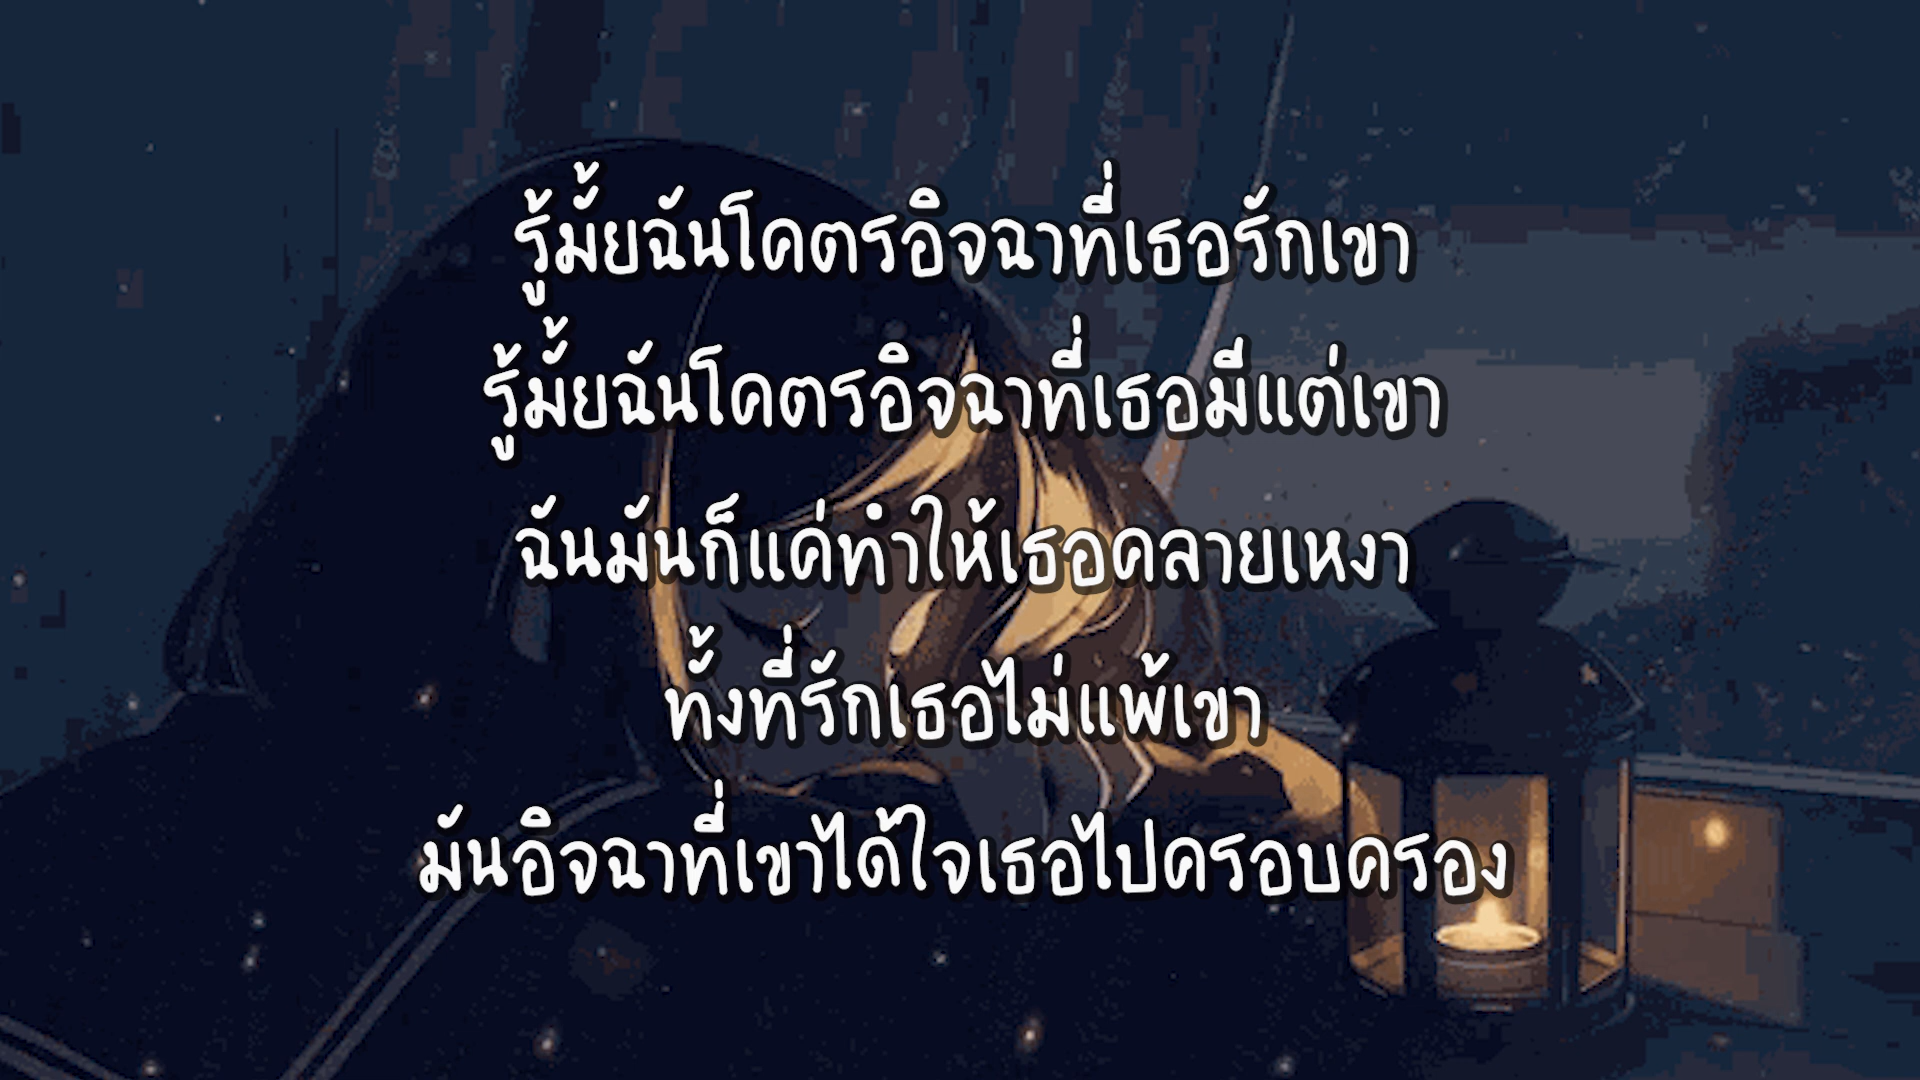 รู้มั้ยฉันโคตรอิจฉาที่เธอรักเขา
รู้มั้ยฉันโคตรอิจฉาที่เธอมีแต่เขา
ฉันมันก็แค่ทำให้เธอคลายเหงา
ทั้งที่รักเธอไม่แพ้เขา
มันอิจฉาที่เขาได้ใจเธอไปครอบครอง